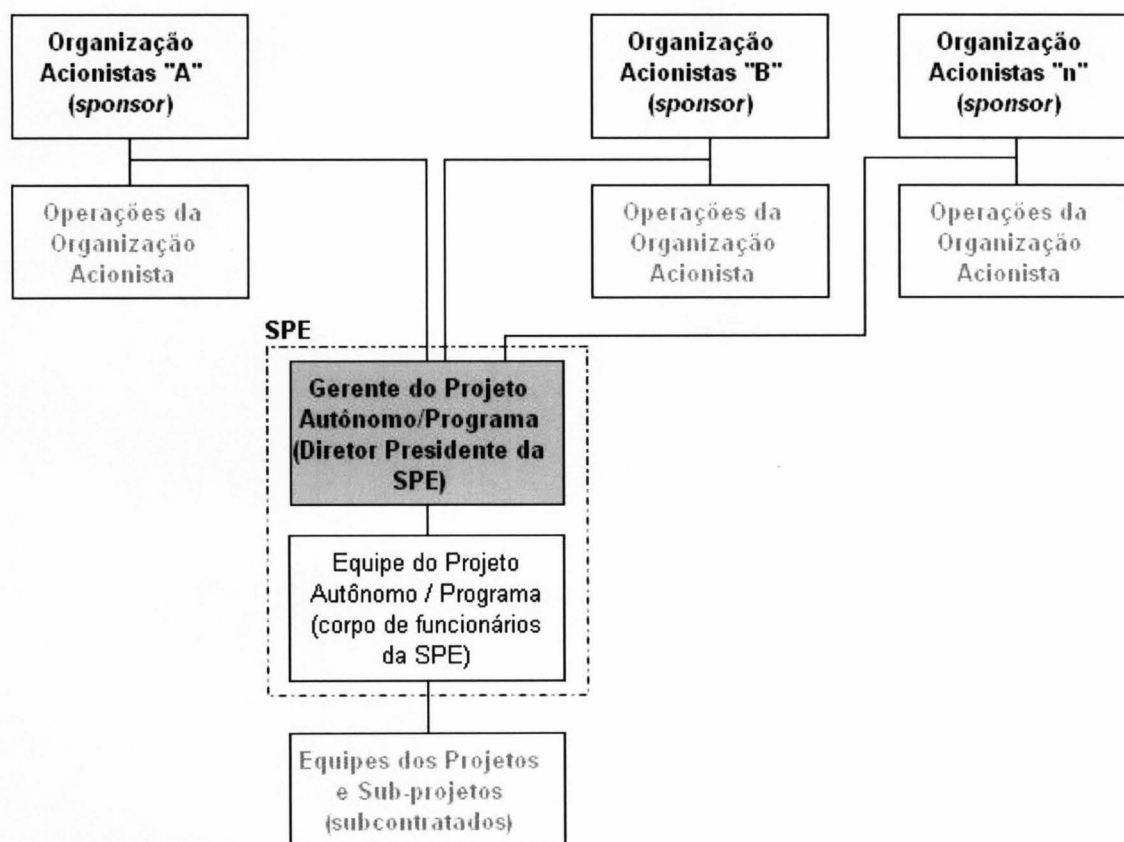 Organização
Acionistas "A"
(sponsor)
Organização
Acionistas "B"
(sponsor)
Organização
Acionistas "n"
(sponsor)
Operações da
Organização
Acionista
Operações da
Organização
Acionista
Operações da
Organização
Acionista
SPE
Gerente do Projeto
Autônomo/Programa
(Diretor Presidente da
SPE)
Equipe do Projeto
Autônomo / Programa
(corpo de funcionários
da SPE)
Equipes dos Projetos
e Sub-projetos
(subcontratados)